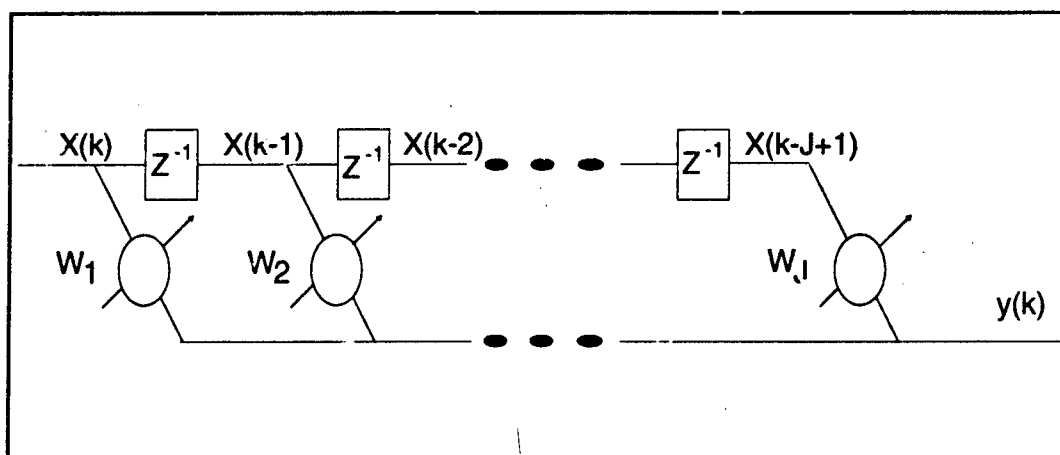 X(k) Z⁻¹ X(k-1) Z⁻¹ X(k-2) Z⁻¹ X(k-J+1)
W₁ W₂ W_J
y(k)